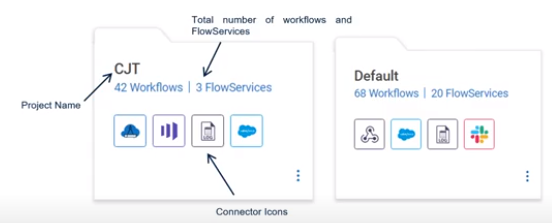 Total number of workflows and
FlowServices
CJT
42 Workflows | 3 FlowServices
Project Name
Default
68 Workflows | 20 FlowServices
Connector Icons